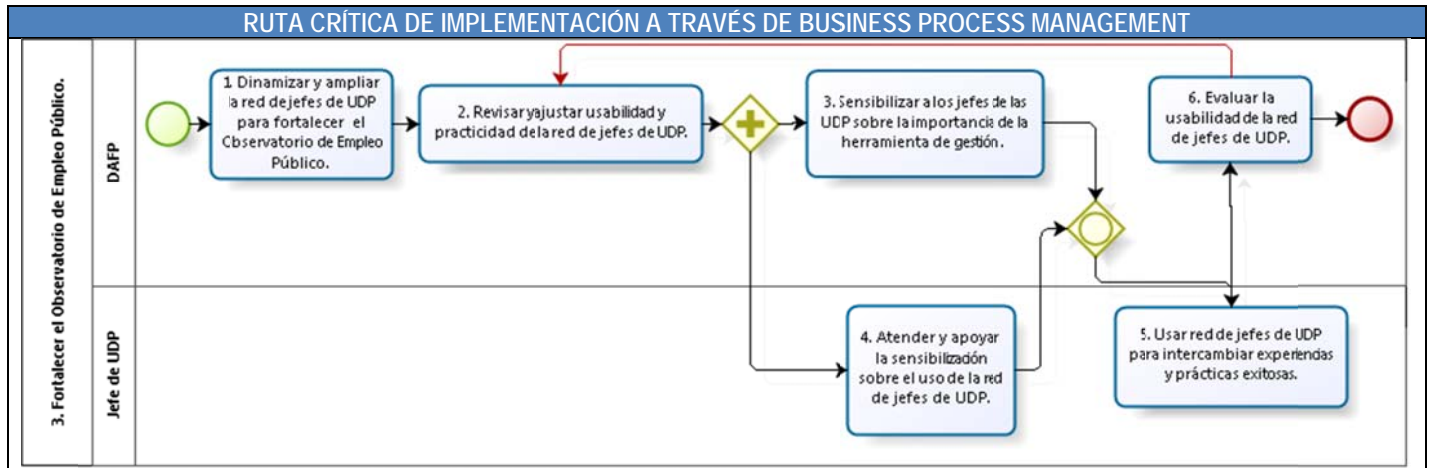 RUTA CRÍTICA DE IMPLEMENTACIÓN A TRAVÉS DE BUSINESS PROCESS MANAGEMENT
3. Fortalecer el Observatorio de Empleo Público.
DAFP
1. Dinamizar y ampliar
la red de jefes de UDP
para fortalecer el
Observatorio de Empleo
Público.
2. Revisar y ajustar usabilidad y
practicidad de la red de jefes de UDP.
3. Sensibilizar a los jefes de las
UDP sobre la importancia de la
herramienta de gestión.
6. Evaluar la
usabilidad de la red
de jefes de UDP.
Jefe de UDP
4. Atender y apoyar
la sensibilización
sobre el uso de la red
de jefes de UDP.
5. Usar red de jefes de UDP
para intercambiar experiencias
y prácticas exitosas.